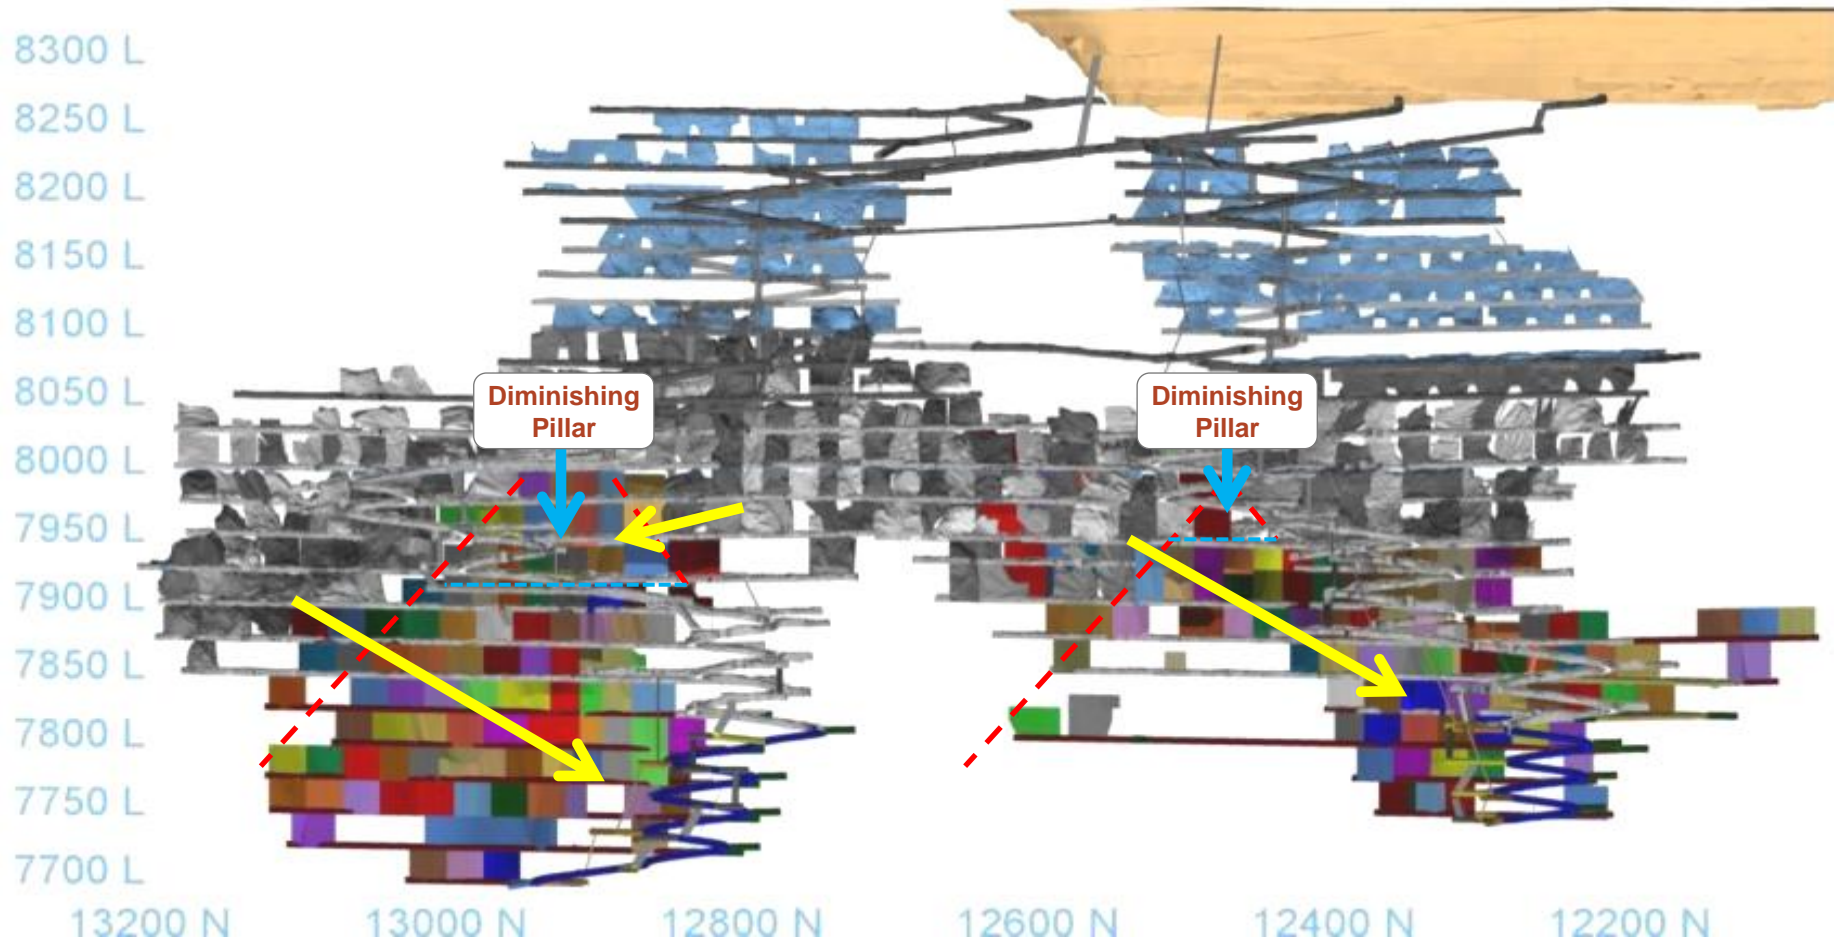 8300 L
8250 L
8200 L
8150 L
8100 L
8050 L
Diminishing
Pillar
Diminishing
Pillar
8000 L
7950 L
7900 L
7850 L
7800 L
7750 L
7700 L
13200 N
13000 N
12800 N
12600 N
12400 N
12200 N